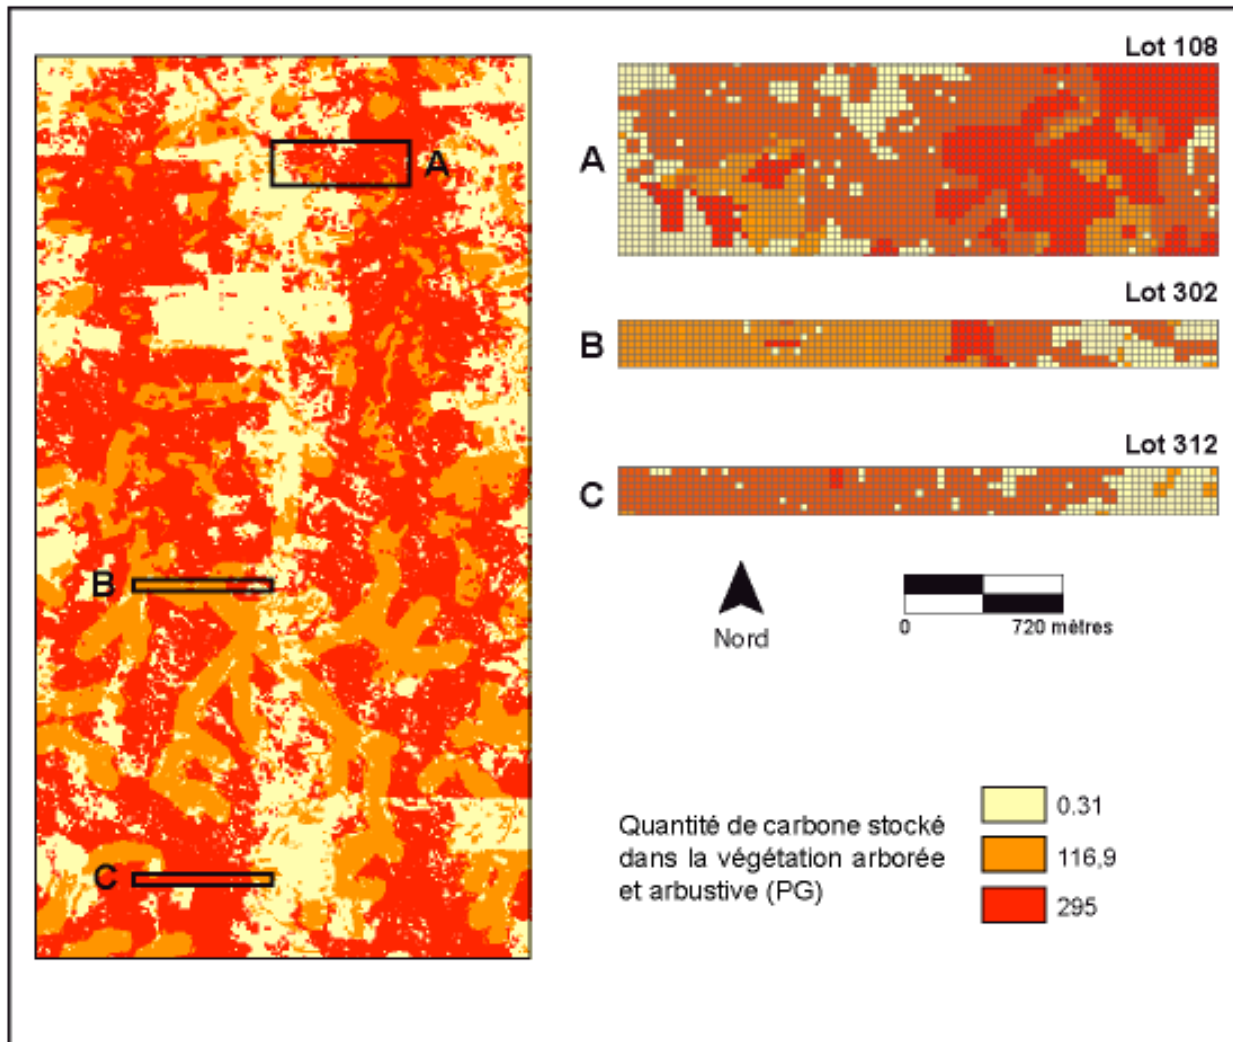 A
B
C
Lot 108
A
Lot 302
B
Lot 312
C
Nord
0 720 mètres
Quantité de carbone stocké
dans la végétation arborée
et arbustive (PG)
0.31
116,9
295